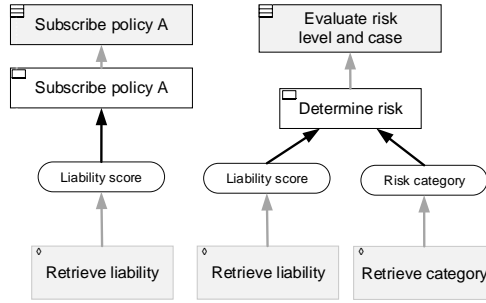 Subscribe policy A
Subscribe policy A
Liability score
Retrieve liability
Evaluate risk
level and case
Determine risk
Liability score
Risk category
Retrieve liability
Retrieve category